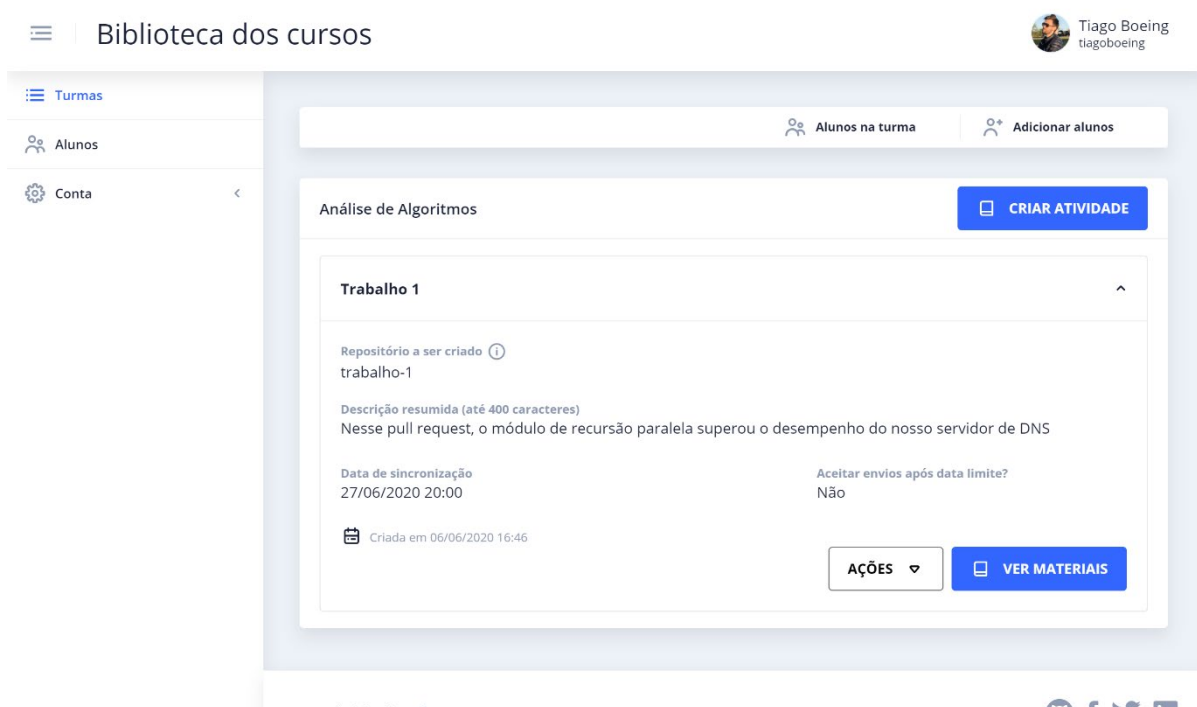 Biblioteca dos cursos
Tiago Boeing
tiagoboeing
Turmas
Alunos
Conta
Alunos na turma
Adicionar alunos
Análise de Algoritmos
CRIAR ATIVIDADE
Trabalho 1
Repositório a ser criado
trabalho-1
Descrição resumida (até 400 caracteres)
Nesse pull request, o módulo de recursão paralela superou o desempenho do nosso servidor de DNS
Data de sincronização
27/06/2020 20:00
Aceitar envios após data limite?
Não
Criada em 06/06/2020 16:46
AÇÕES
VER MATERIAIS